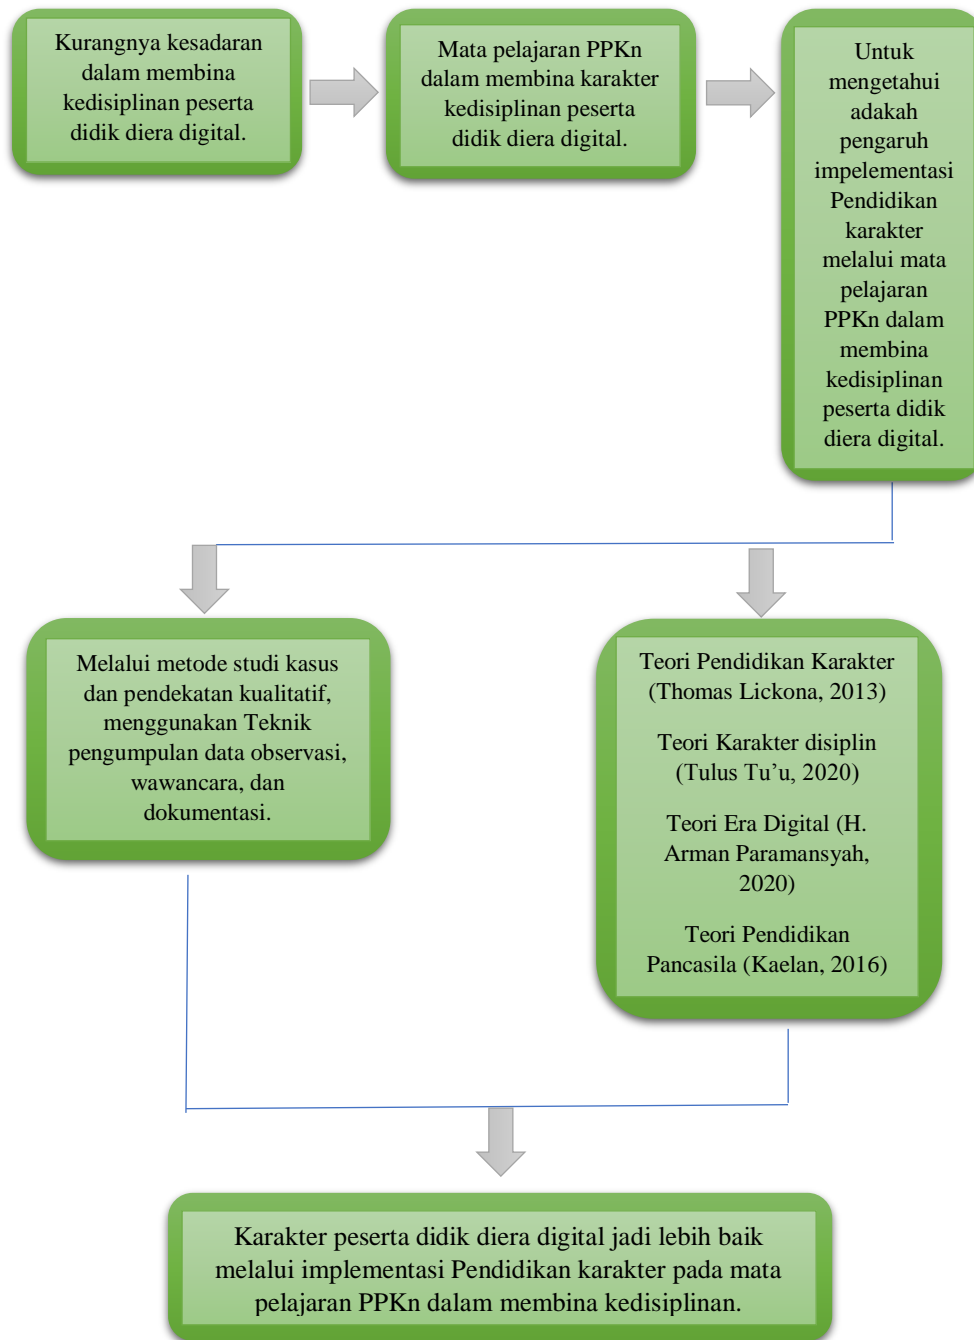 Kurangnya kesadaran
dalam membina
kedisiplinan peserta
didik diera digital.
Mata pelajaran PPKn
dalam membina karakter
kedisiplinan peserta
didik diera digital.
Untuk
mengetahui
adakah
pengaruh
impelementasi
Pendidikan
karakter
melalui mata
pelajaran
PPKn dalam
membina
kedisiplinan
peserta didik
diera digital.
Melalui metode studi kasus
dan pendekatan kualitatif,
menggunakan Teknik
pengumpulan data observasi,
wawancara, dan
dokumentasi.
Teori Pendidikan Karakter
(Thomas Lickona, 2013)
Teori Karakter disiplin
(Tulus Tu’u, 2020)
Teori Era Digital (H.
Arman Paramansyah,
2020)
Teori Pendidikan
Pancasila (Kaelan, 2016)
Karakter peserta didik diera digital jadi lebih baik
melalui implementasi Pendidikan karakter pada mata
pelajaran PPKn dalam membina kedisiplinan.